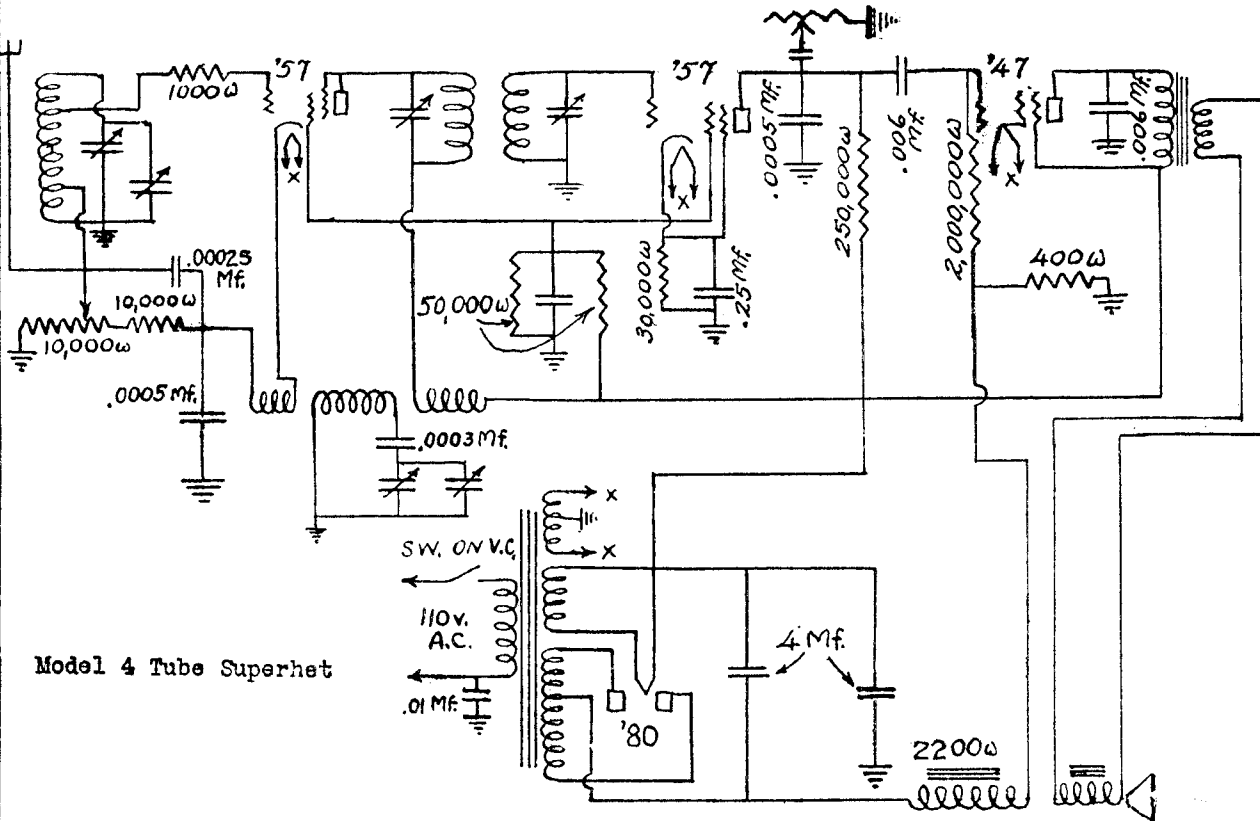 '57
1000ω
'57
'47
.0005 Mf.
.006 Mf.
.006 Mf.
x
x
x
250,000ω
2,000,000ω
.00025 Mf.
10,000ω
10,000ω
50,000ω
30,000ω
.25 Mf.
400ω
.0005 Mf.
.0003 Mf.
x
x
SW. ON V.C.
110 v.
A.C.
4 Mf.
Model 4 Tube Superhet
.01 Mf.
'80
2200ω